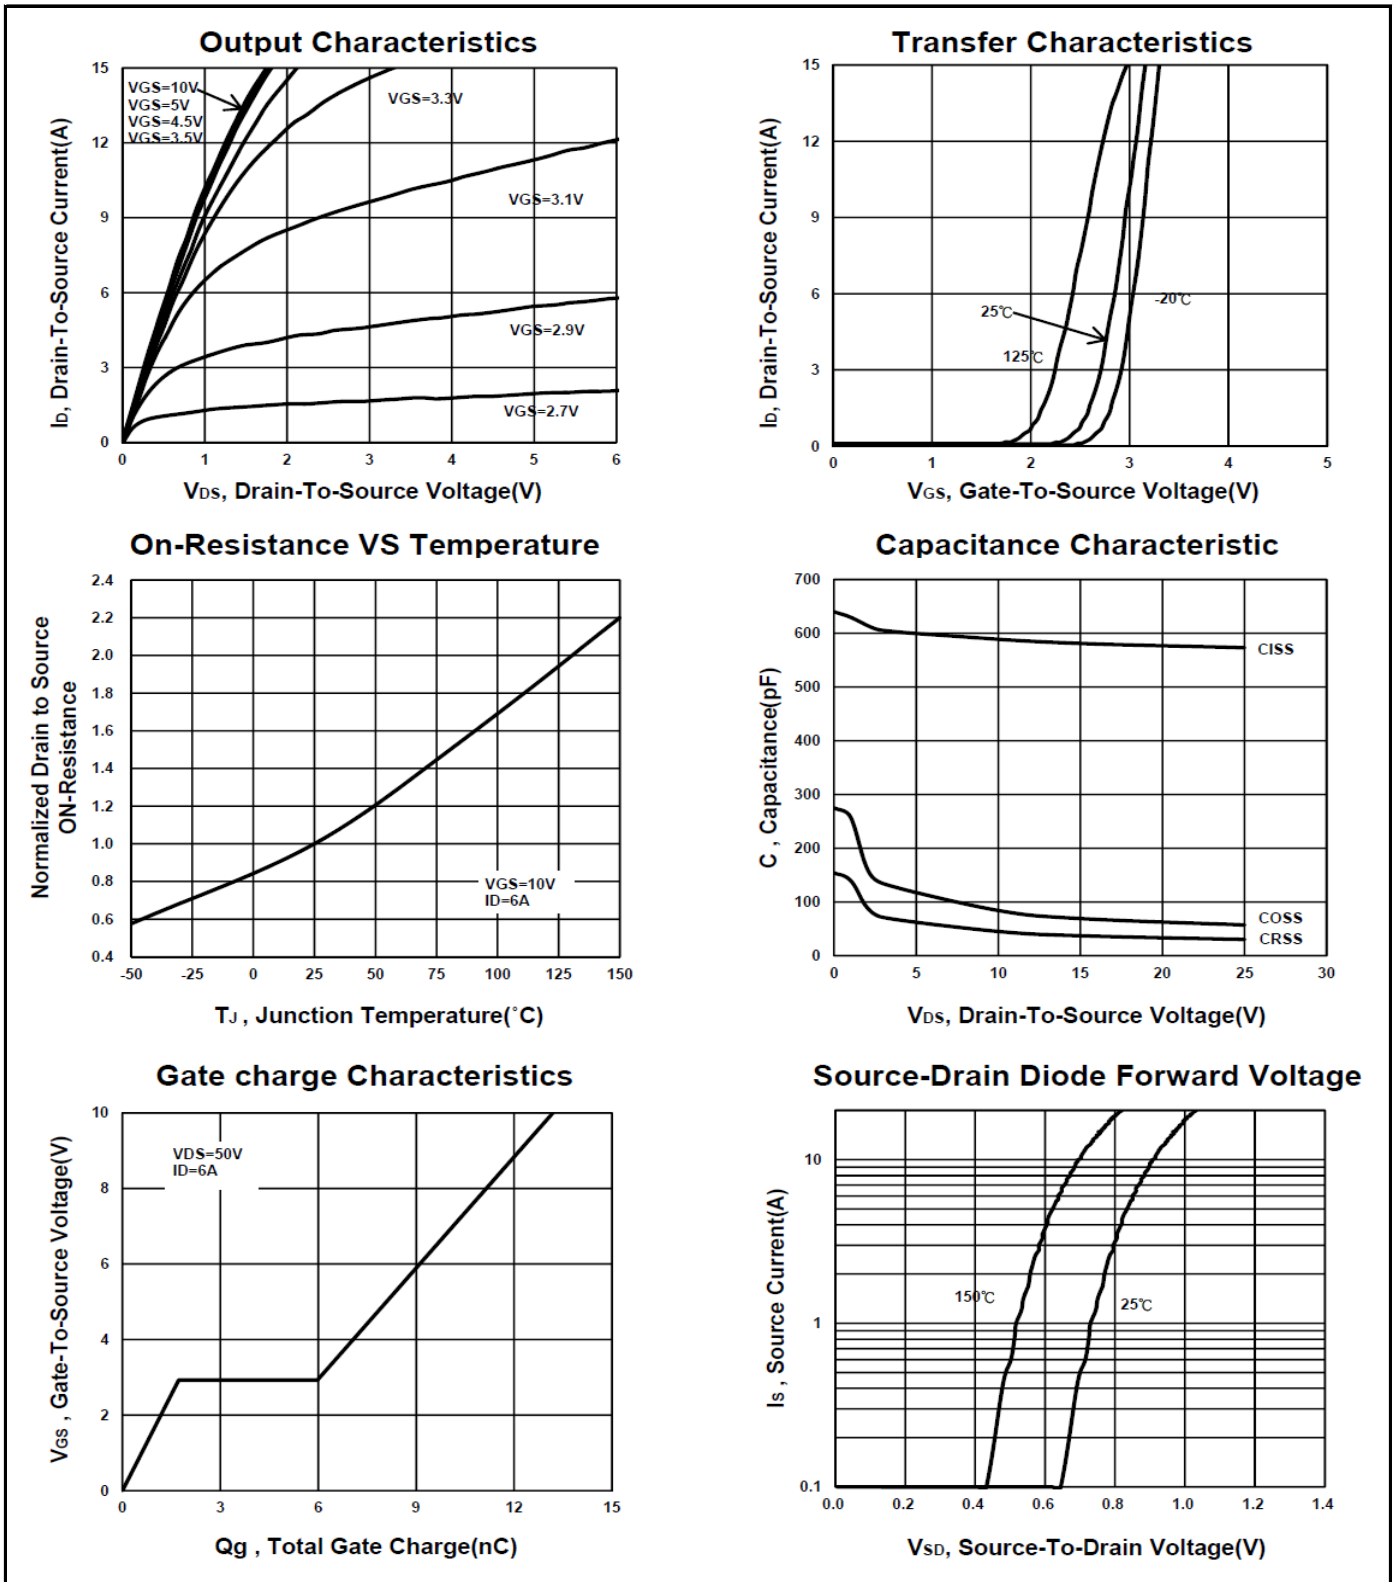 Output Characteristics
ID, Drain-To-Source Current(A)
15
12
9
6
3
0
VGS=10V
VGS=5V
VGS=4.5V
VGS=3.5V
VGS=3.3V
VGS=3.1V
VGS=2.9V
VGS=2.7V
0 1 2 3 4 5 6
VDS, Drain-To-Source Voltage(V)
Transfer Characteristics
ID, Drain-To-Source Current(A)
15
12
9
6
3
0
25℃
125℃
-20℃
0 1 2 3 4 5
VGS, Gate-To-Source Voltage(V)
On-Resistance VS Temperature
Normalized Drain to Source
ON-Resistance
2.4
2.2
2.0
1.8
1.6
1.4
1.2
1.0
0.8
0.6
0.4
VGS=10V
ID=6A
-50 -25 0 25 50 75 100 125 150
TJ , Junction Temperature(˚C)
Capacitance Characteristic
C , Capacitance(pF)
700
600
500
400
300
200
100
0
CISS
COSS
CRSS
0 5 10 15 20 25 30
VDS, Drain-To-Source Voltage(V)
Gate charge Characteristics
VGS , Gate-To-Source Voltage(V)
10
8
6
4
2
0
VDS=50V
ID=6A
0 3 6 9 12 15
Qg , Total Gate Charge(nC)
Source-Drain Diode Forward Voltage
IS , Source Current(A)
10
1
0.1
150℃
25℃
0.0 0.2 0.4 0.6 0.8 1.0 1.2 1.4
VSD, Source-To-Drain Voltage(V)